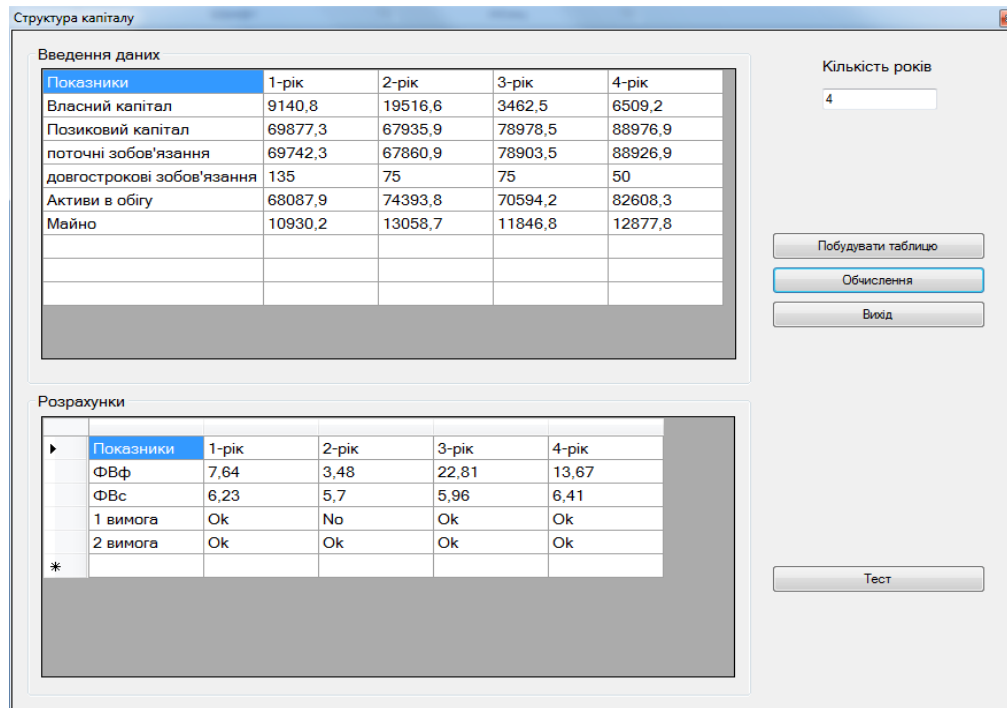 Структура капіталу
Введення даних
Кількість років
4
Показники 1-рік 2-рік 3-рік 4-рік
Власний капітал 9140,8 19516,6 3462,5 6509,2
Позиковий капітал 69877,3 67935,9 78978,5 88976,9
поточні зобов'язання 69742,3 67860,9 78903,5 88926,9
довгострокові зобов'язання 135 75 75 50
Активи в обігу 68087,9 74393,8 70594,2 82608,3
Майно 10930,2 13058,7 11846,8 12877,8
Побудувати таблицю
Обчислення
Вихід
Розрахунки
Показники 1-рік 2-рік 3-рік 4-рік
ФВф 7,64 3,48 22,81 13,67
ФВс 6,23 5,7 5,96 6,41
1 вимога Ok No Ok Ok
2 вимога Ok Ok Ok Ok
Тест